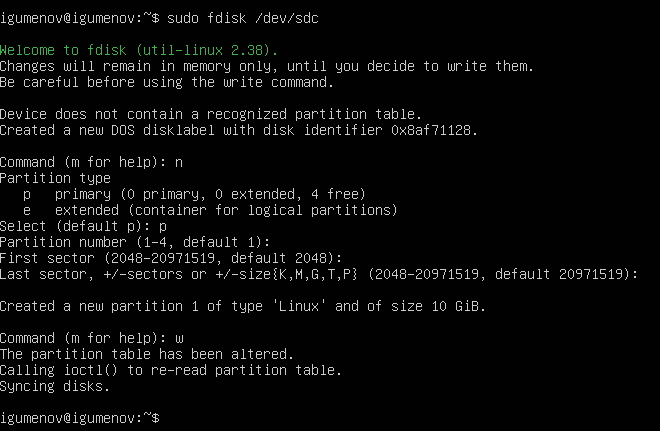 igumenov@igumenov:~$ sudo fdisk /dev/sdc
Welcome to fdisk (util-linux 2.38).
Changes will remain in memory only, until you decide to write them.
Be careful before using the write command.
Device does not contain a recognized partition table.
Created a new DOS disklabel with disk identifier 0x8af71128.
Command (m for help): n
Partition type
   p   primary (0 primary, 0 extended, 4 free)
   e   extended (container for logical partitions)
Select (default p): p
Partition number (1-4, default 1):
First sector (2048-20971519, default 2048):
Last sector, +/-sectors or +/-size{K,M,G,T,P} (2048-20971519, default 20971519):
Created a new partition 1 of type 'Linux' and of size 10 GiB.
Command (m for help): w
The partition table has been altered.
Calling ioctl() to re-read partition table.
Syncing disks.
igumenov@igumenov:~$